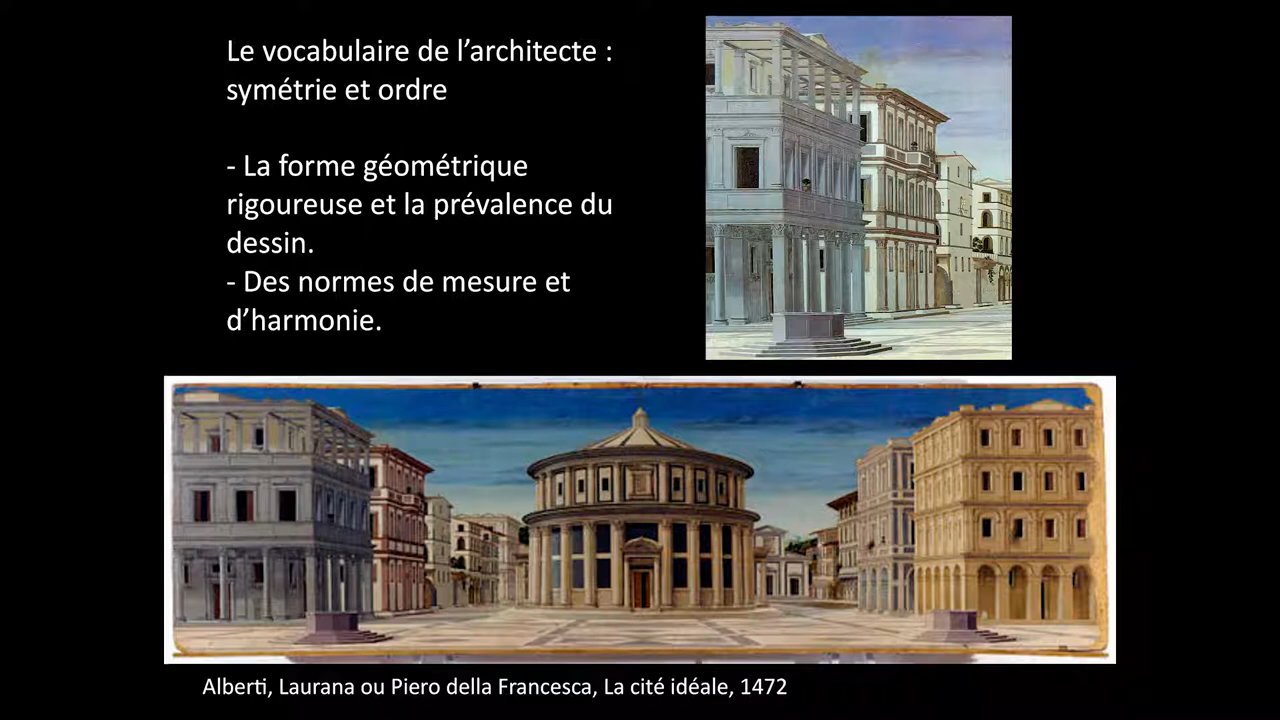 Le vocabulaire de l’architecte :
symétrie et ordre
- La forme géométrique
rigoureuse et la prévalence du
dessin.
- Des normes de mesure et
d’harmonie.
Alberti, Laurana ou Piero della Francesca, La cité idéale, 1472